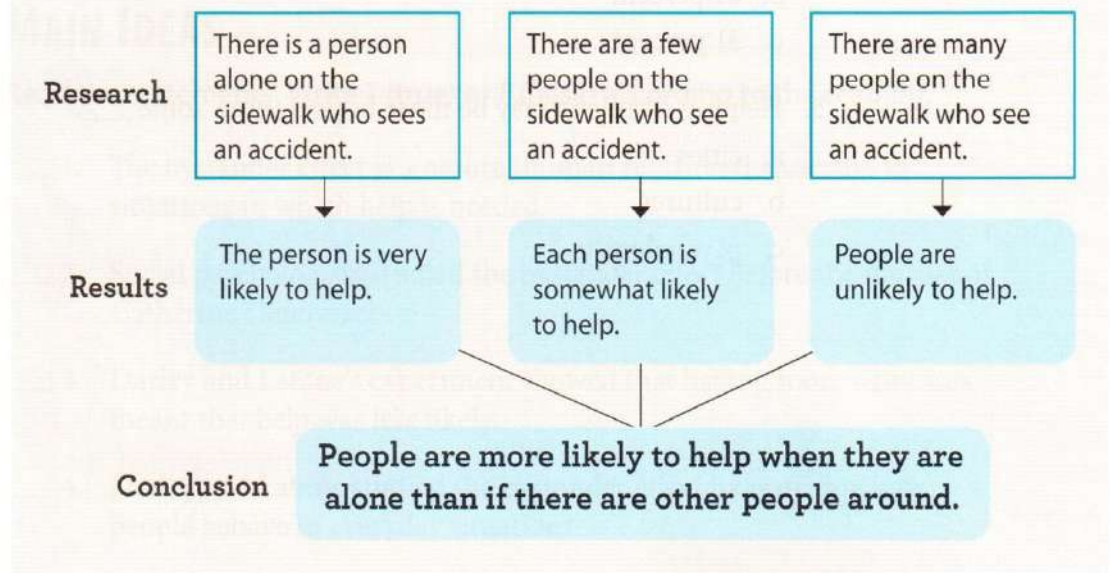 There is a person
alone on the
sidewalk who sees
an accident.
There are a few
people on the
sidewalk who see
an accident.
There are many
people on the
sidewalk who see
an accident.
Research
The person is very
likely to help.
Each person is
somewhat likely
to help.
People are
unlikely to help.
Results
People are more likely to help when they are
alone than if there are other people around.
Conclusion